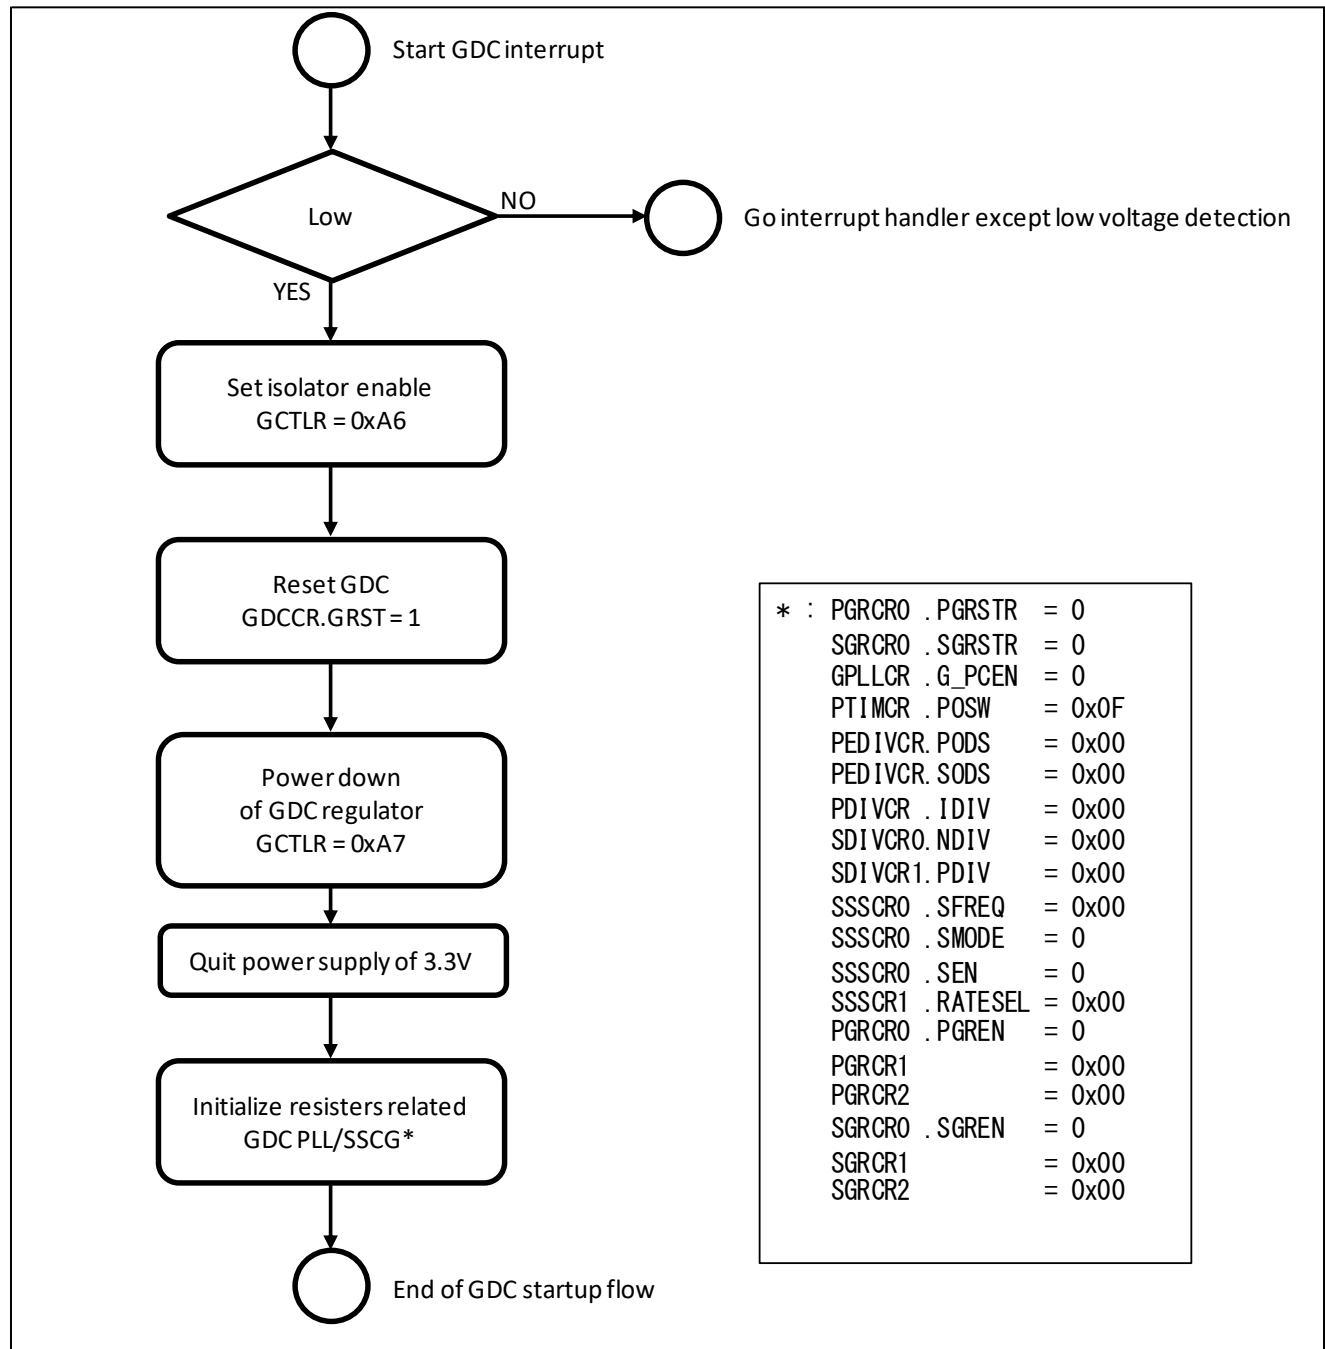 Start GDC interrupt
Low
NO
Go interrupt handler except low voltage detection
YES
Set isolator enable
GCTLR = 0xA6
Reset GDC
GDCCR.GRST = 1
Power down
of GDC regulator
GCTLR = 0xA7
Quit power supply of 3.3V
Initialize resisters related
GDC PLL/SSCG*
End of GDC startup flow
* : PGRCR0 .PGRSTR = 0
SGRCR0 .SGRSTR = 0
GPLLCR .G_PCEN = 0
PTIMCR .POSW = 0x0F
PEDIVCR.PODS = 0x00
PEDIVCR.SODS = 0x00
PDIVCR .IDIV = 0x00
SDIVCR0.NDIV = 0x00
SDIVCR1.PDIV = 0x00
SSSCR0 .SFREQ = 0x00
SSSCR0 .SMODE = 0
SSSCR0 .SEN = 0
SSSCR1 .RATESEL = 0x00
PGRCR0 .PGREN = 0
PGRCR1 = 0x00
PGRCR2 = 0x00
SGRCR0 .SGREN = 0
SGRCR1 = 0x00
SGRCR2 = 0x00